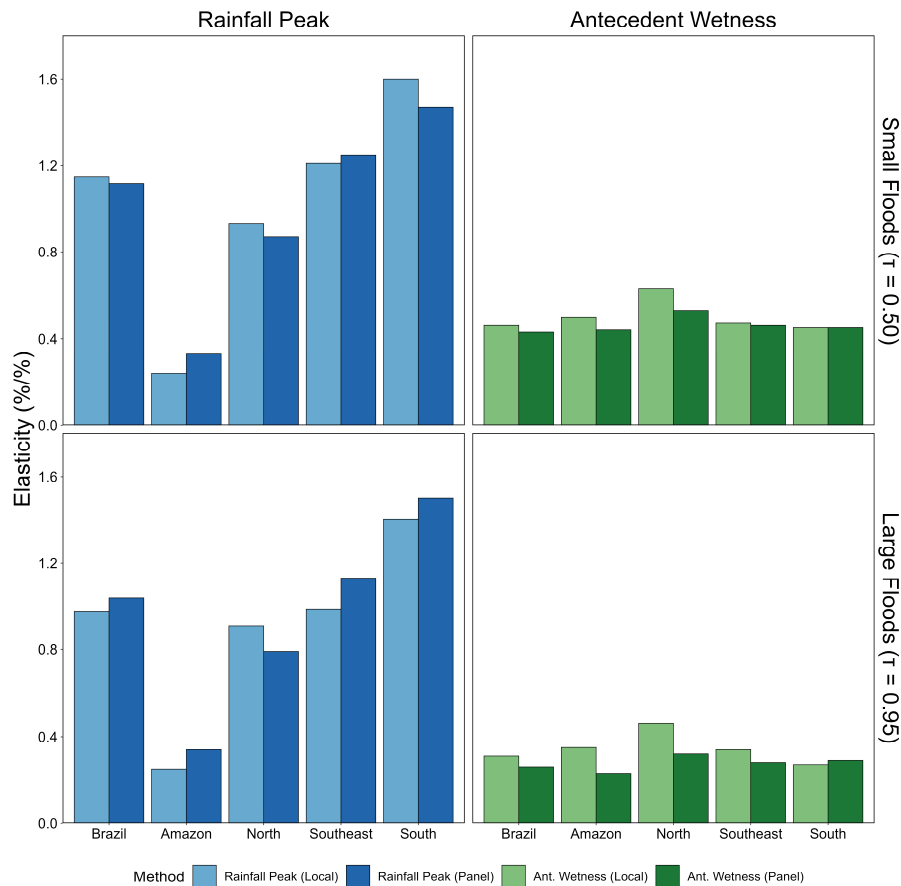 Rainfall Peak
Antecedent Wetness
Elasticity (%/%)
1.6
1.2
0.8
0.4
0.0
Small Floods (τ = 0.50)
1.6
1.2
0.8
0.4
0.0
Large Floods (τ = 0.95)
Brazil Amazon North Southeast South
Brazil Amazon North Southeast South
Method Rainfall Peak (Local) Rainfall Peak (Panel) Ant. Wetness (Local) Ant. Wetness (Panel)